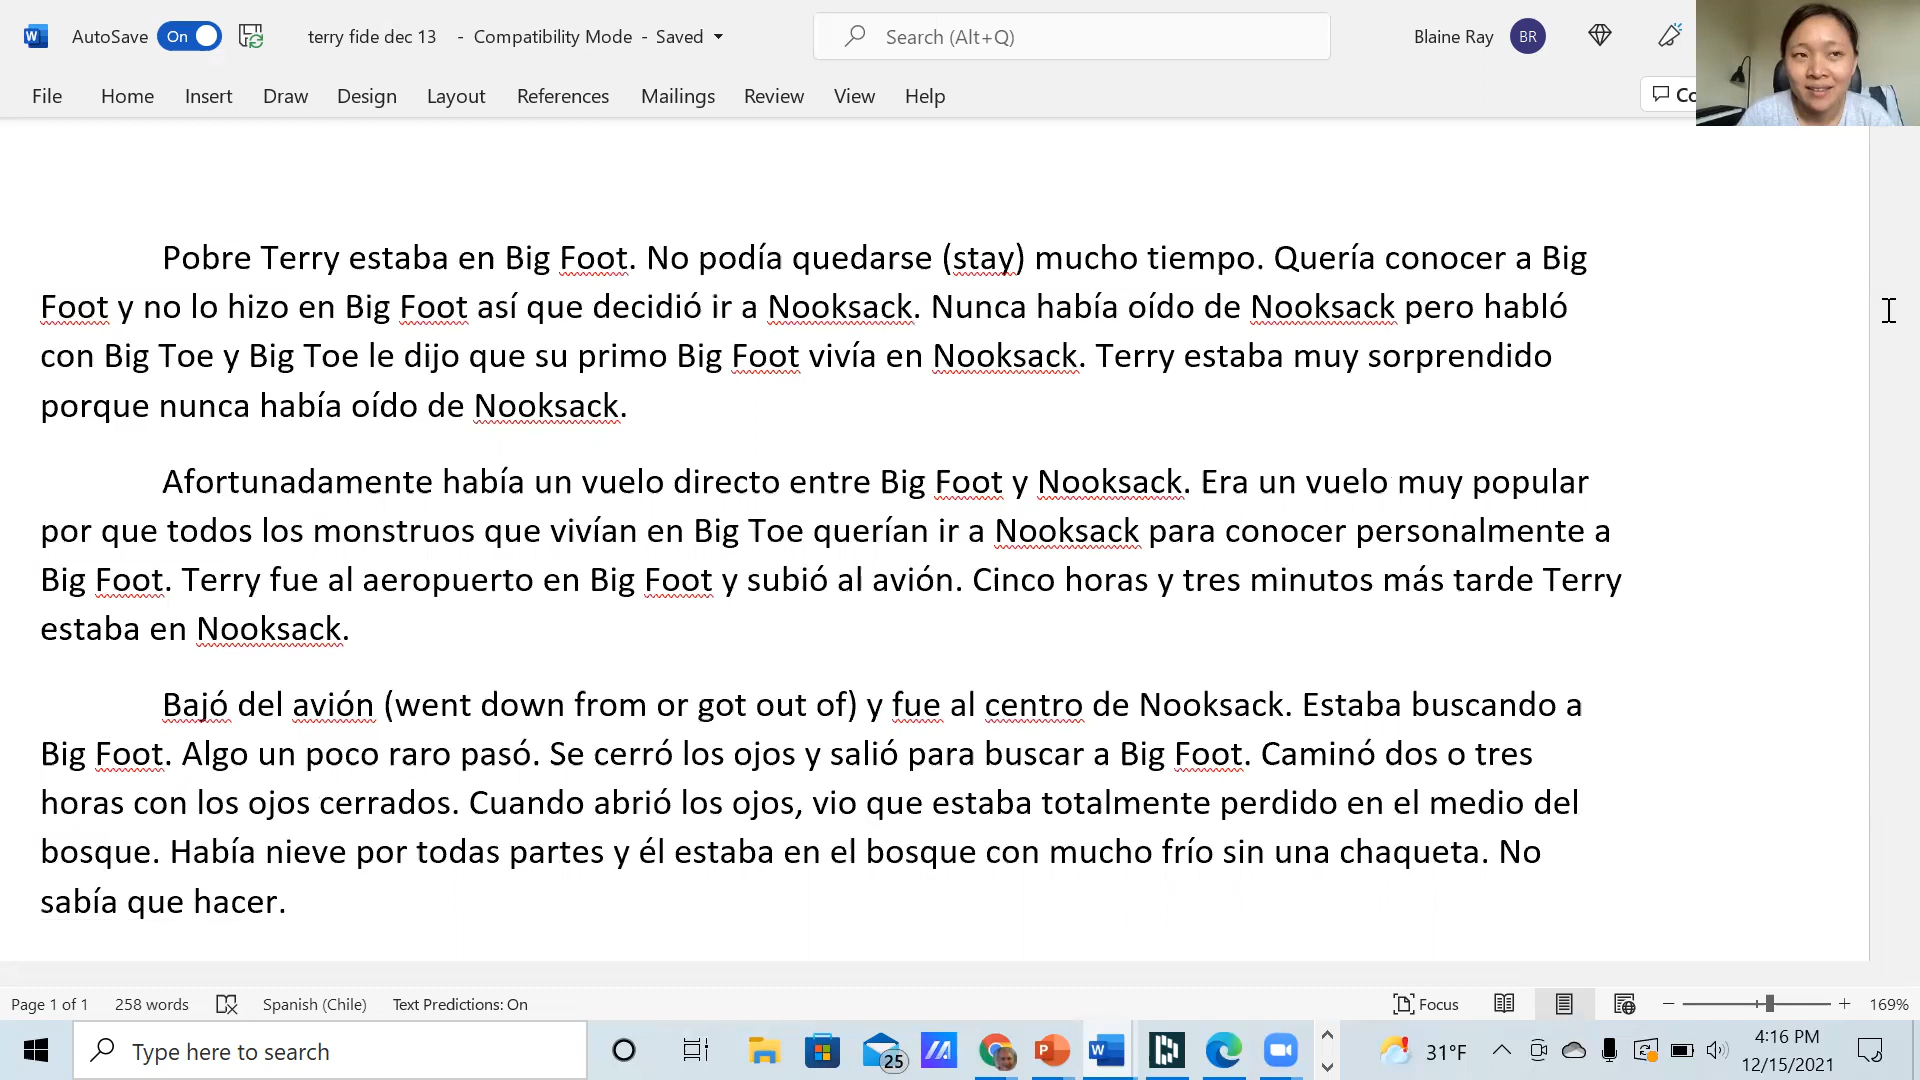 AutoSave On terry fide dec 13 - Compatibility Mode - Saved Search (Alt+Q) Blaine Ray BR
File Home Insert Draw Design Layout References Mailings Review View Help
Pobre Terry estaba en Big Foot. No podía quedarse (stay) mucho tiempo. Quería conocer a Big
Foot y no lo hizo en Big Foot así que decidió ir a Nooksack. Nunca había oído de Nooksack pero habló
con Big Toe y Big Toe le dijo que su primo Big Foot vivía en Nooksack. Terry estaba muy sorprendido
porque nunca había oído de Nooksack.
Afortunadamente había un vuelo directo entre Big Foot y Nooksack. Era un vuelo muy popular
por que todos los monstruos que vivían en Big Toe querían ir a Nooksack para conocer personalmente a
Big Foot. Terry fue al aeropuerto en Big Foot y subió al avión. Cinco horas y tres minutos más tarde Terry
estaba en Nooksack.
Bajó del avión (went down from or got out of) y fue al centro de Nooksack. Estaba buscando a
Big Foot. Algo un poco raro pasó. Se cerró los ojos y salió para buscar a Big Foot. Caminó dos o tres
horas con los ojos cerrados. Cuando abrió los ojos, vio que estaba totalmente perdido en el medio del
bosque. Había nieve por todas partes y él estaba en el bosque con mucho frío sin una chaqueta. No
sabía que hacer.
Page 1 of 1 258 words Spanish (Chile) Text Predictions: On Focus 169%
Type here to search 25 31°F 4:16 PM
12/15/2021